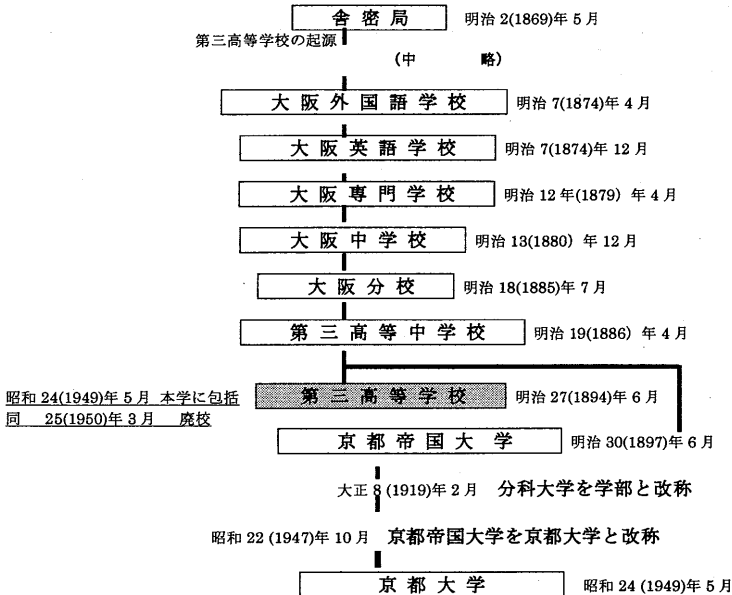 舎密局 明治 2(1869)年 5 月
第三高等学校の起源
(中 略)
大阪外国語学校 明治 7(1874)年 4 月
大阪英語学校 明治 7(1874)年 12 月
大阪専門学校 明治 12 年(1879) 年 4 月
大阪中学校 明治 13(1880) 年 12 月
大阪分校 明治 18(1885)年 7 月
第三高等中学校 明治 19(1886) 年 4 月
昭和 24(1949)年 5 月 本学に包括 第三高等学校 明治 27(1894)年 6 月
同 25(1950)年 3 月 廃校
京都帝国大学 明治 30(1897)年 6 月
大正 8 (1919)年 2 月 分科大学を学部と改称
昭和 22 (1947)年 10 月 京都帝国大学を京都大学と改称
京都大学 昭和 24 (1949)年 5 月